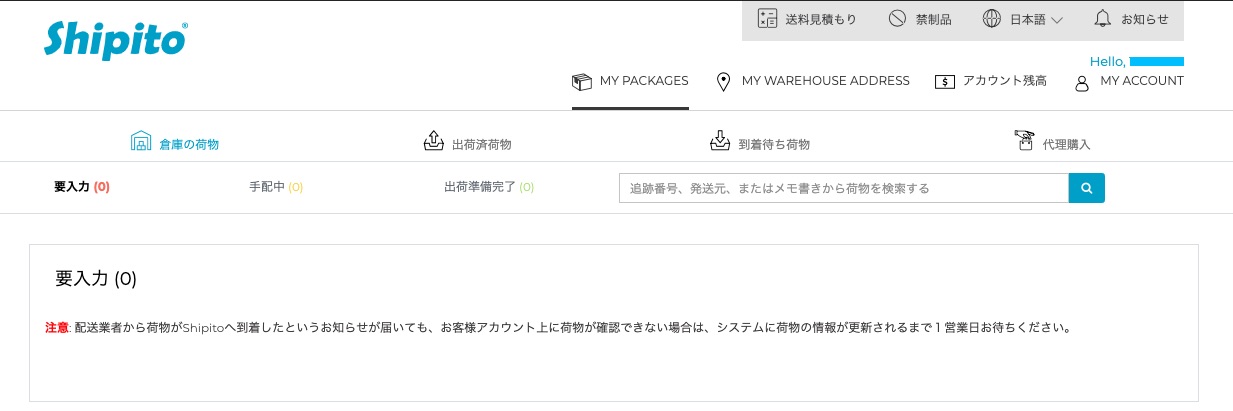 Shipito®
送料見積もり 禁制品 日本語 お知らせ
Hello,
MY PACKAGES MY WAREHOUSE ADDRESS アカウント残高 MY ACCOUNT
倉庫の荷物 出荷済荷物 到着待ち荷物 代理購入
要入力 (0) 手配中 (0) 出荷準備完了 (0) 追跡番号、発送元、またはメモ書きから荷物を検索する
要入力 (0)
注意: 配送業者から荷物がShipitoへ到着したというお知らせが届いても、お客様アカウント上に荷物が確認できない場合は、システムに荷物の情報が更新されるまで1営業日お待ちください。